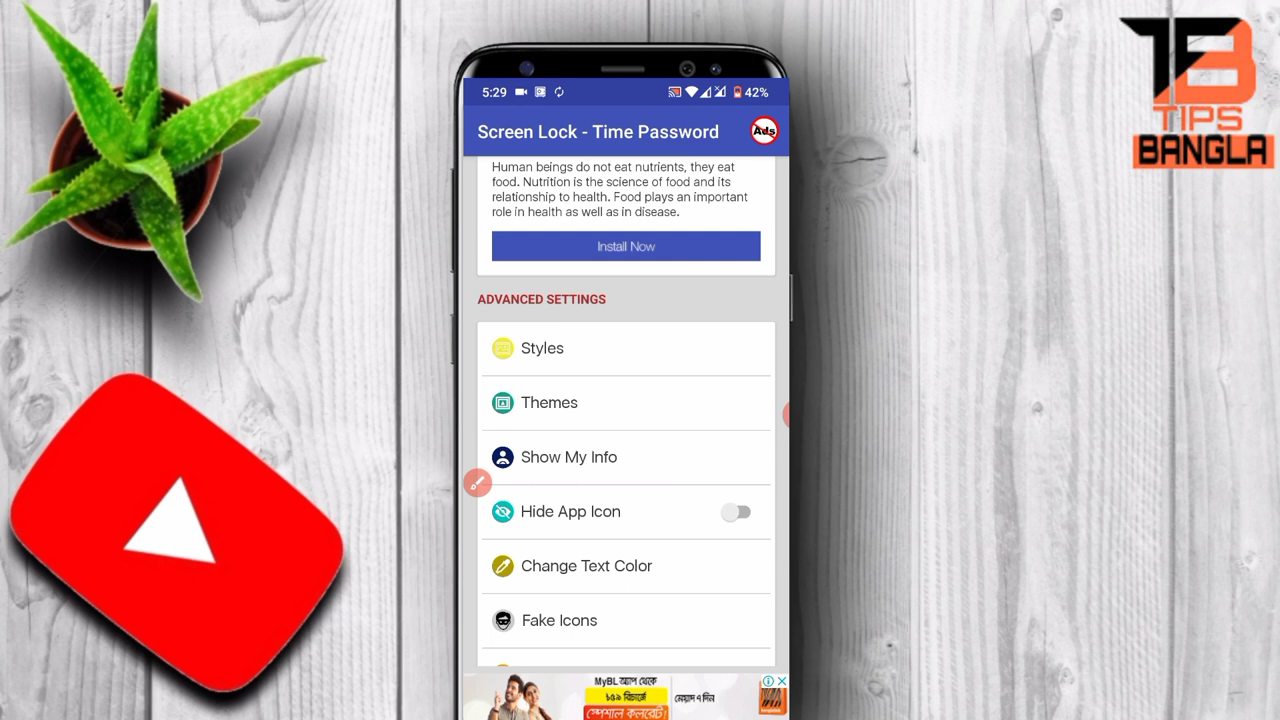 5:29
42%
Screen Lock - Time Password
Ads
Human beings do not eat nutrients, they eat
food. Nutrition is the science of food and its
relationship to health. Food plays an important
role in health as well as in disease.
Install Now
ADVANCED SETTINGS
Styles
Themes
Show My Info
Hide App Icon
Change Text Color
Fake Icons
MyBL অ্যাপ থেকে
৳৫৯ রিচার্জে
স্পেশাল কলরেট!
মেয়াদ ৭ দিন
TB
TIPS
BANGLA